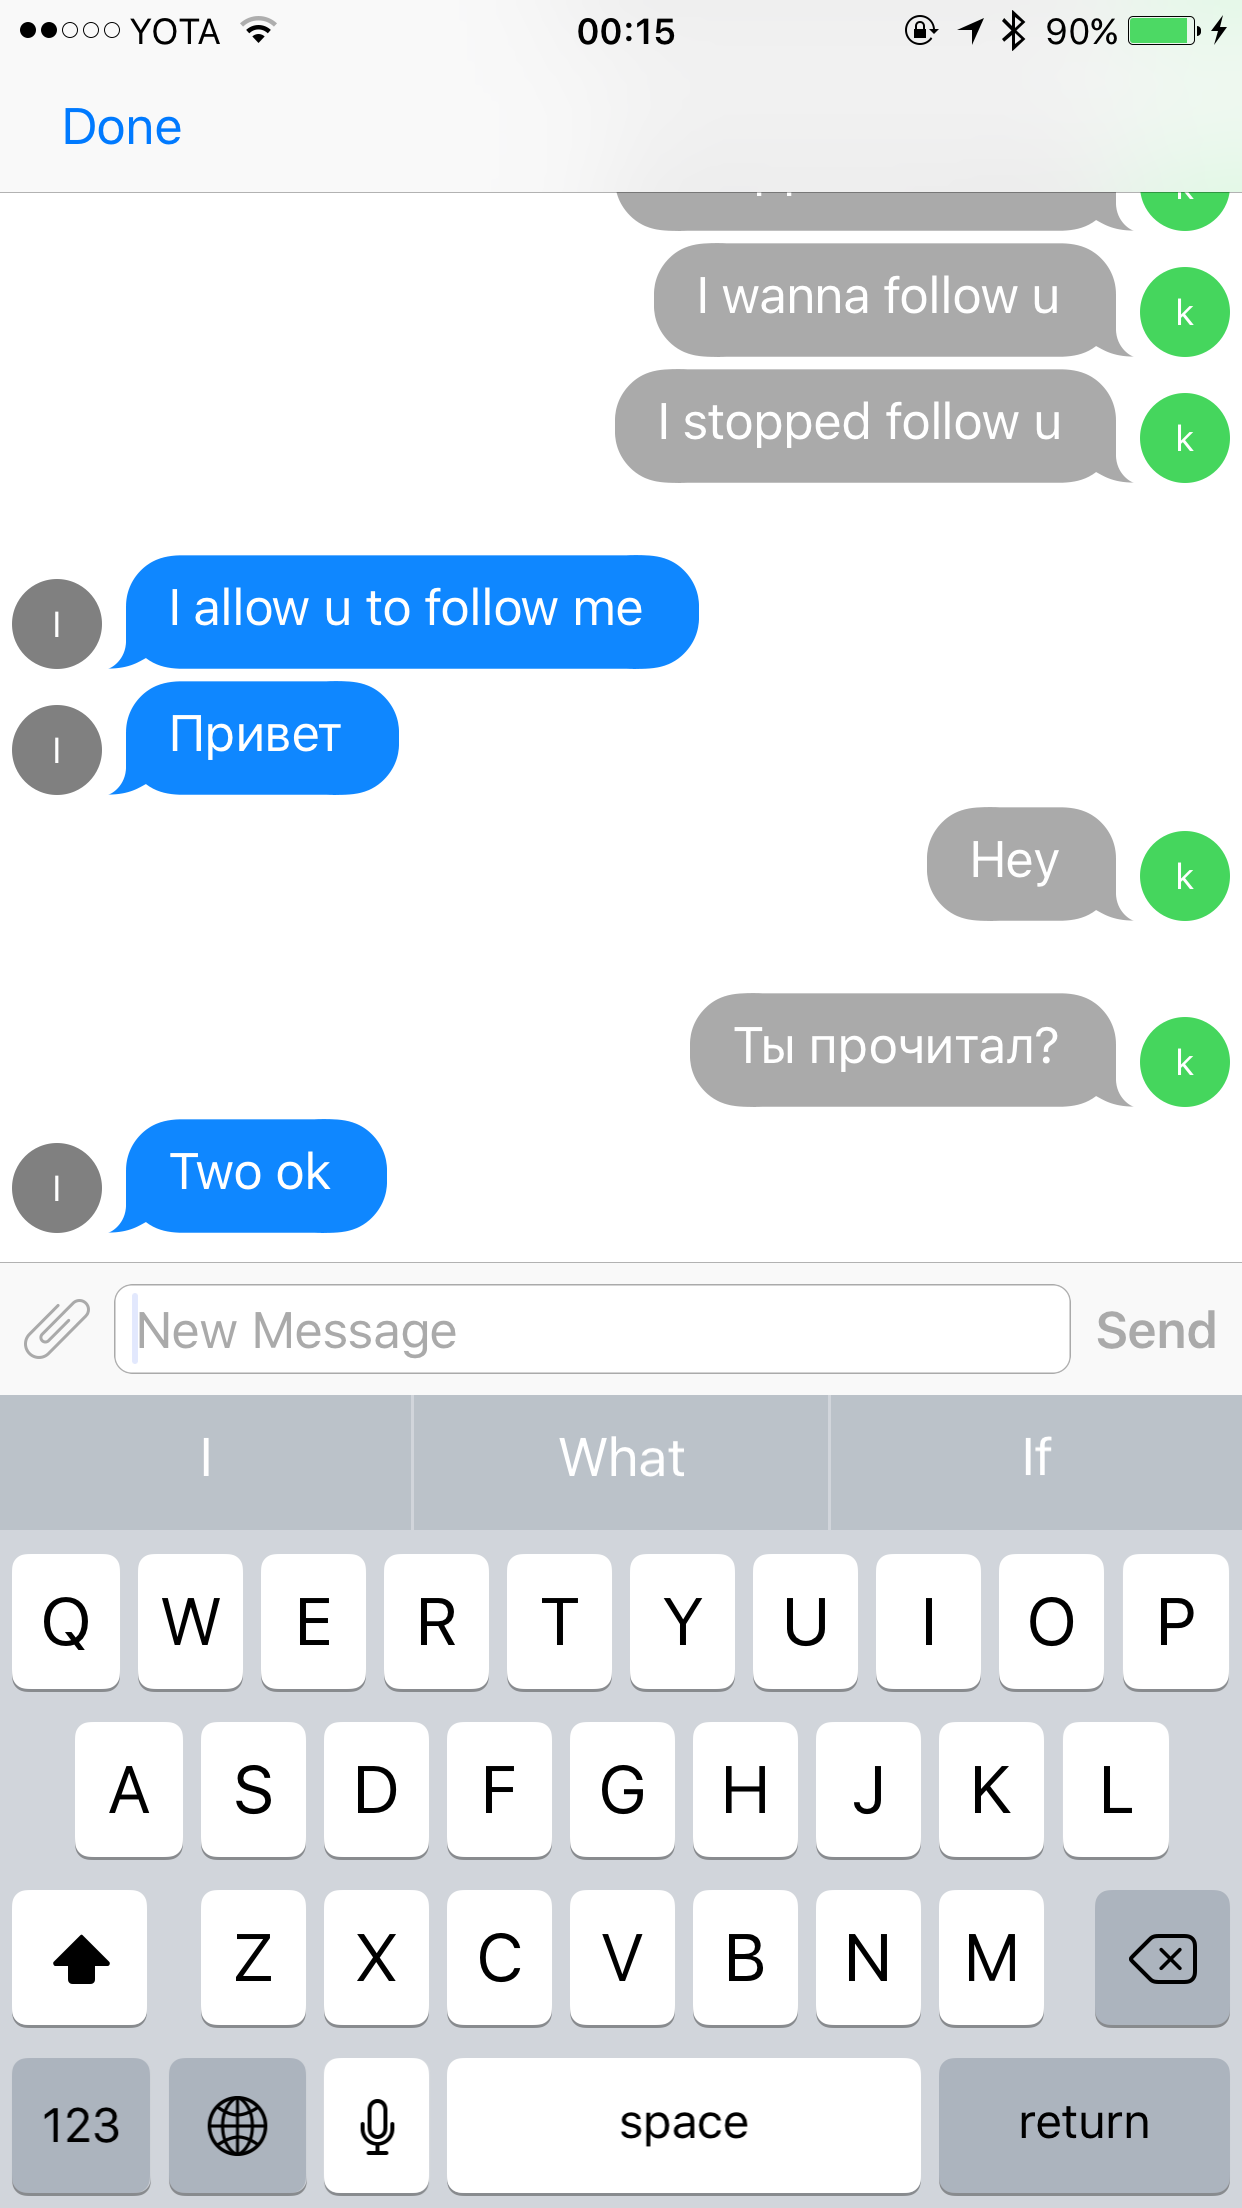 YOTA 00:15 90%
Done
k
I wanna follow u k
I stopped follow u k
I I allow u to follow me
I Привет
Hey k
Ты прочитал? k
I Two ok
New Message Send
I What If
Q W E R T Y U I O P
A S D F G H J K L
Z X C V B N M
123 space return